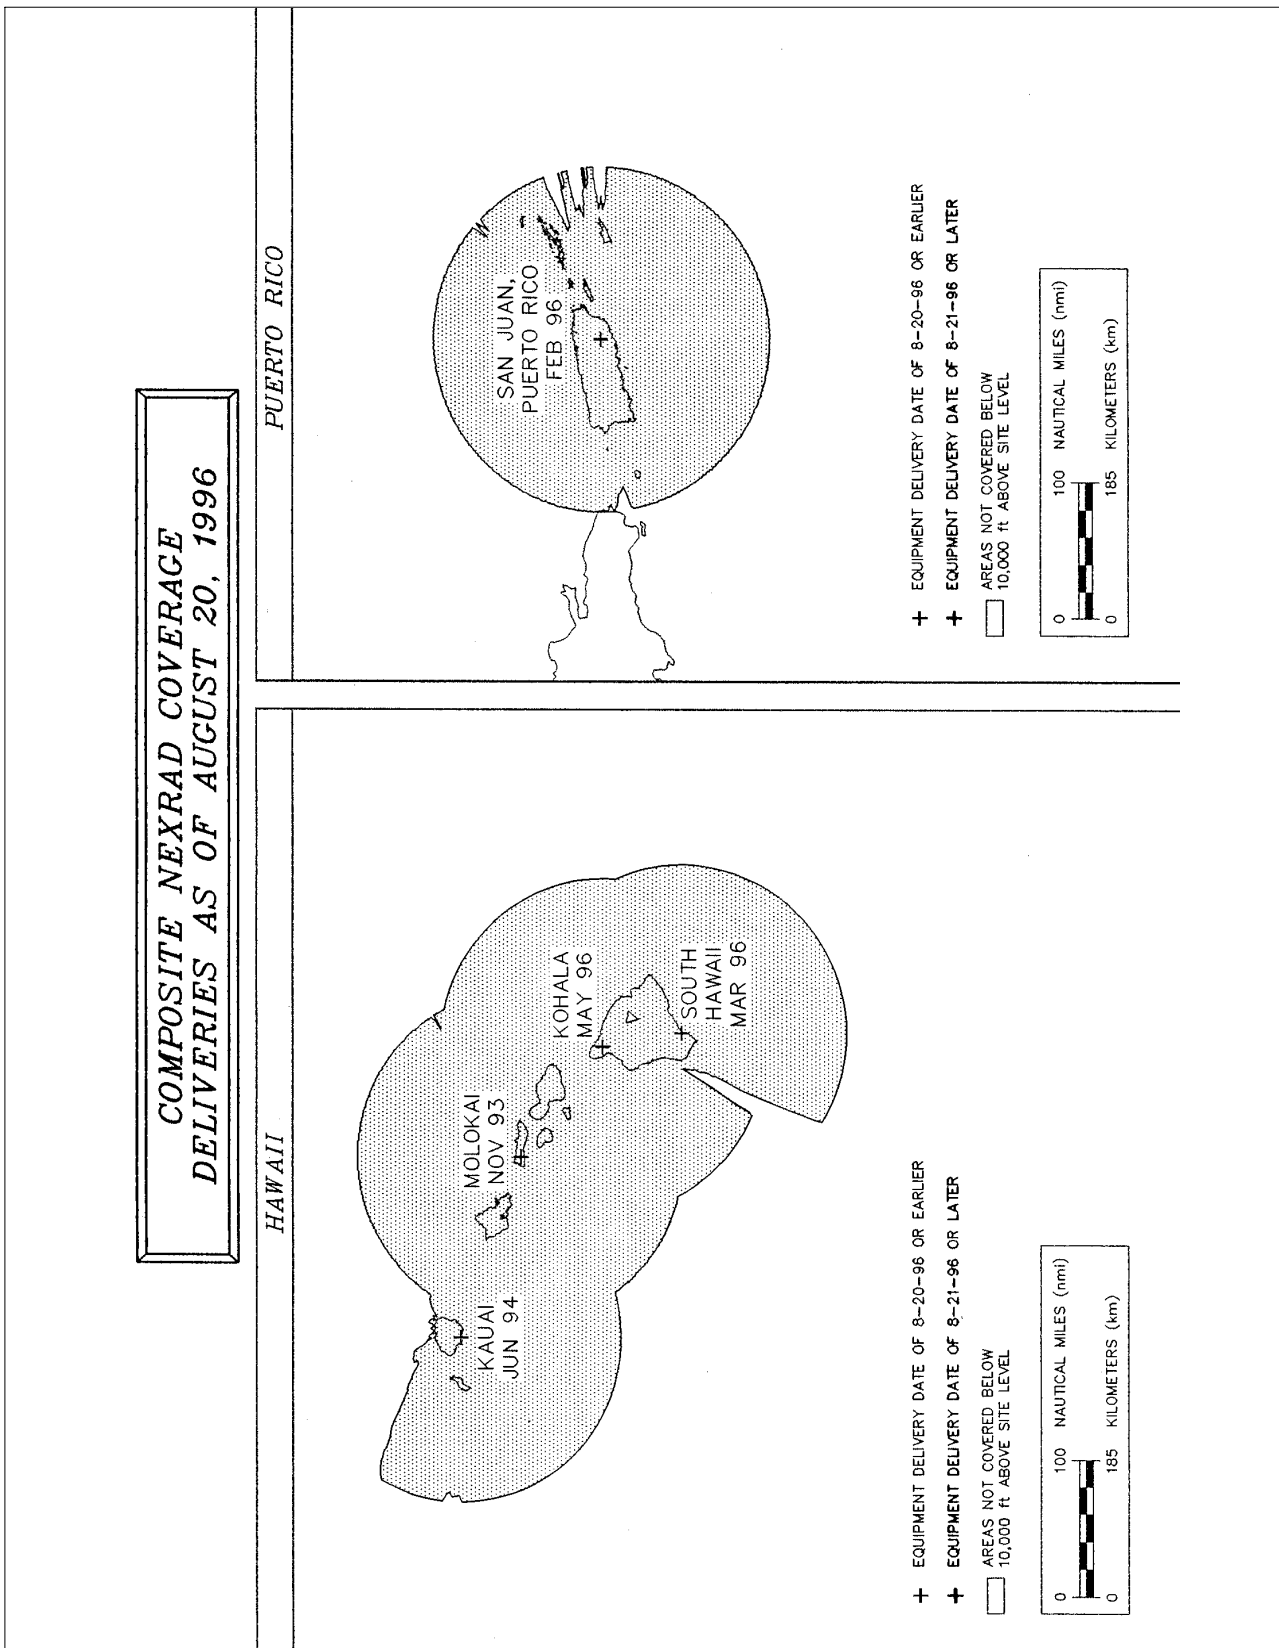 COMPOSITE NEXRAD COVERAGE
DELIVERIES AS OF AUGUST 20, 1996
HAWAII
KAUAI
JUN 94
MOLOKAI
NOV 93
KOHALA
MAY 96
SOUTH
HAWAII
MAR 96
+ EQUIPMENT DELIVERY DATE OF 8-20-96 OR EARLIER
+ EQUIPMENT DELIVERY DATE OF 8-21-96 OR LATER
AREAS NOT COVERED BELOW
10,000 ft ABOVE SITE LEVEL
0 100 NAUTICAL MILES (nmi)
0 185 KILOMETERS (km)
PUERTO RICO
SAN JUAN,
PUERTO RICO
FEB 96
+ EQUIPMENT DELIVERY DATE OF 8-20-96 OR EARLIER
+ EQUIPMENT DELIVERY DATE OF 8-21-96 OR LATER
AREAS NOT COVERED BELOW
10,000 ft ABOVE SITE LEVEL
0 100 NAUTICAL MILES (nmi)
0 185 KILOMETERS (km)